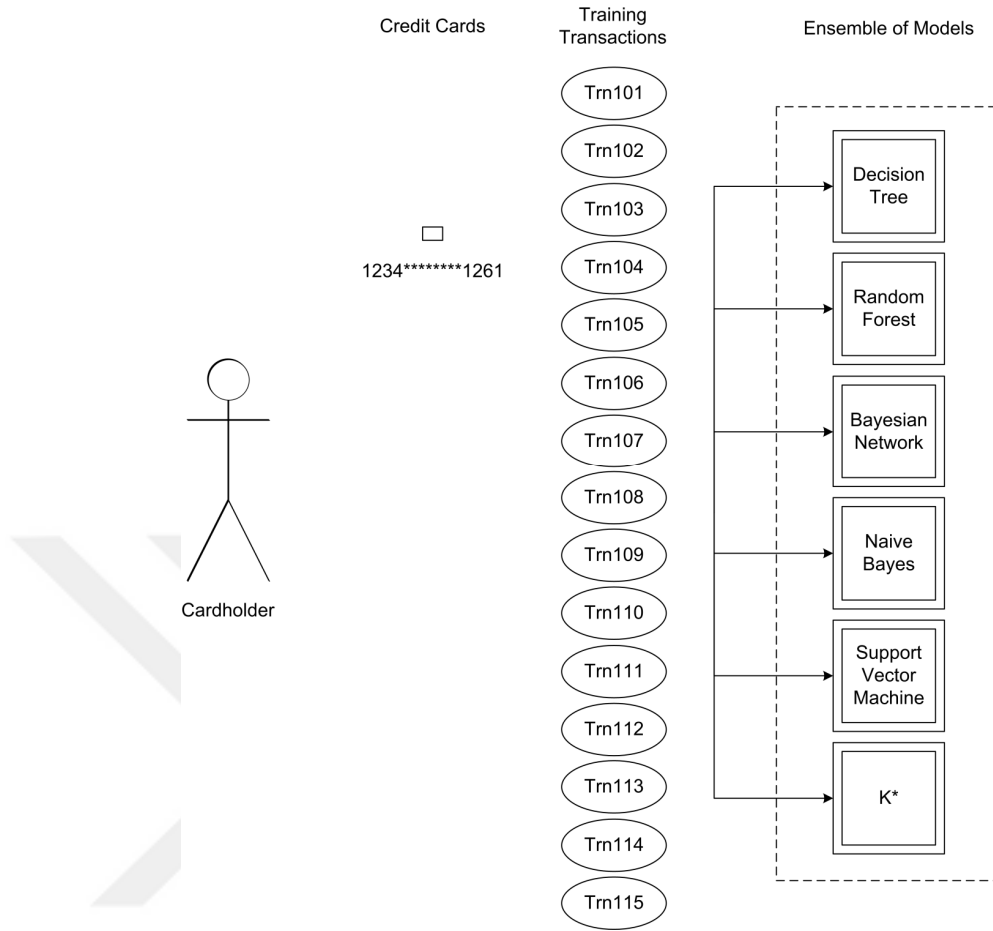 Credit Cards
Training
Transactions
Ensemble of Models
Trn101
Trn102
Trn103
Trn104
Trn105
Trn106
Trn107
Trn108
Trn109
Trn110
Trn111
Trn112
Trn113
Trn114
Trn115
1234********1261
Cardholder
Decision
Tree
Random
Forest
Bayesian
Network
Naive
Bayes
Support
Vector
Machine
K*